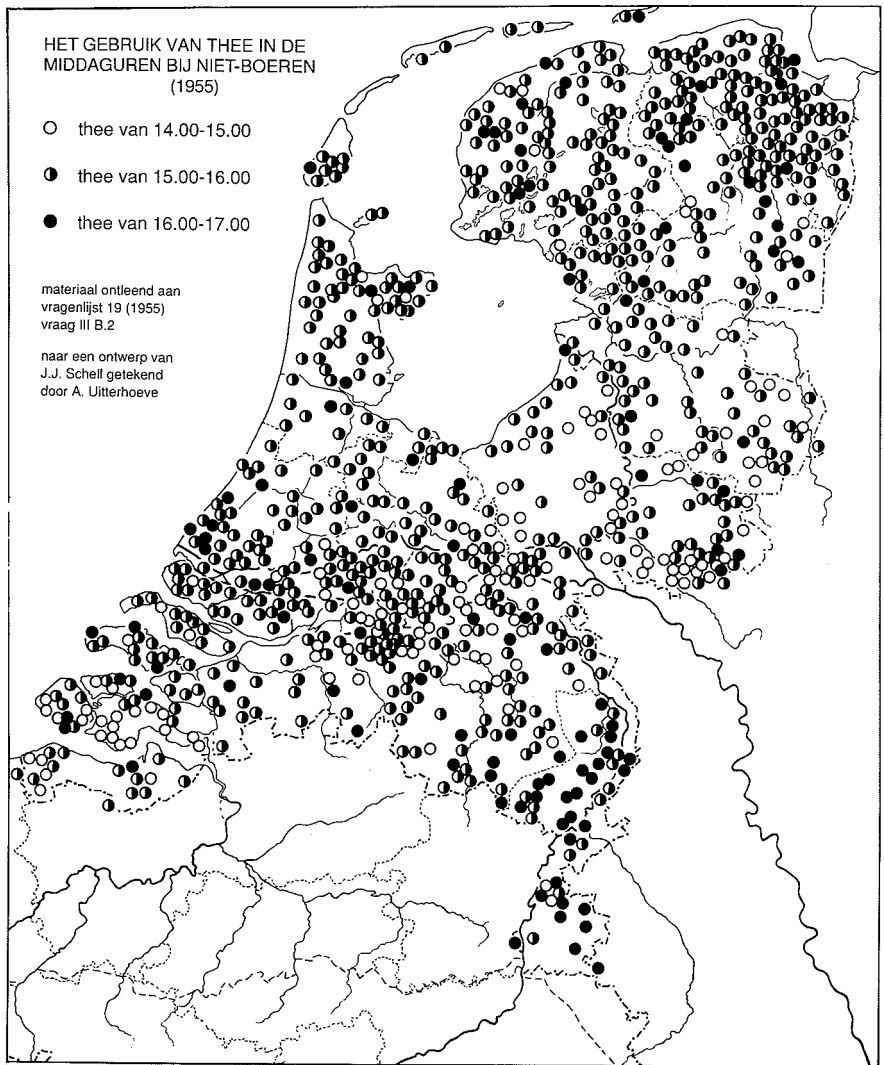 HET GEBRUIK VAN THEE IN DE
MIDDAGUREN BIJ NIET-BOEREN
(1955)
thee van 14.00-15.00
thee van 15.00-16.00
thee van 16.00-17.00
materiaal ontleend aan
vragenlijst 19 (1955)
vraag III B.2
naar een ontwerp van
J.J. Schell getekend
door A. Uitterhoeve